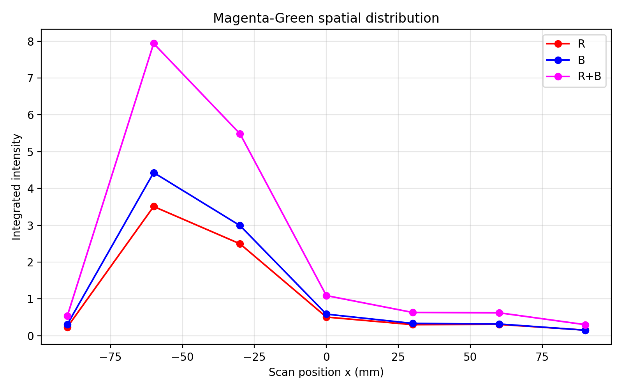 Magenta-Green spatial distribution
Integrated intensity
8
7
6
5
4
3
2
1
0
R
B
R+B
−75 −50 −25 0 25 50 75
Scan position x (mm)